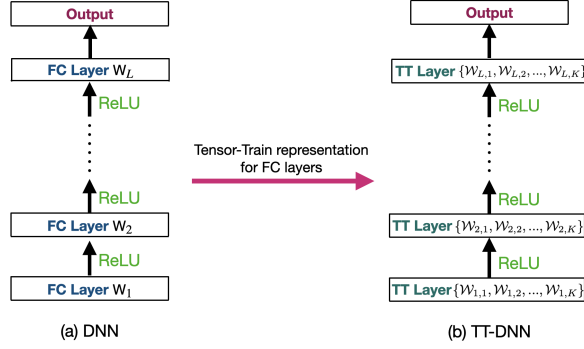 Output
FC Layer W_L
ReLU
FC Layer W_2
ReLU
FC Layer W_1
(a) DNN
Tensor-Train representation
for FC layers
Output
TT Layer {𝒲_{L,1}, 𝒲_{L,2}, ..., 𝒲_{L,K}}
ReLU
ReLU
TT Layer {𝒲_{2,1}, 𝒲_{2,2}, ..., 𝒲_{2,K}}
ReLU
TT Layer {𝒲_{1,1}, 𝒲_{1,2}, ..., 𝒲_{1,K}}
(b) TT-DNN